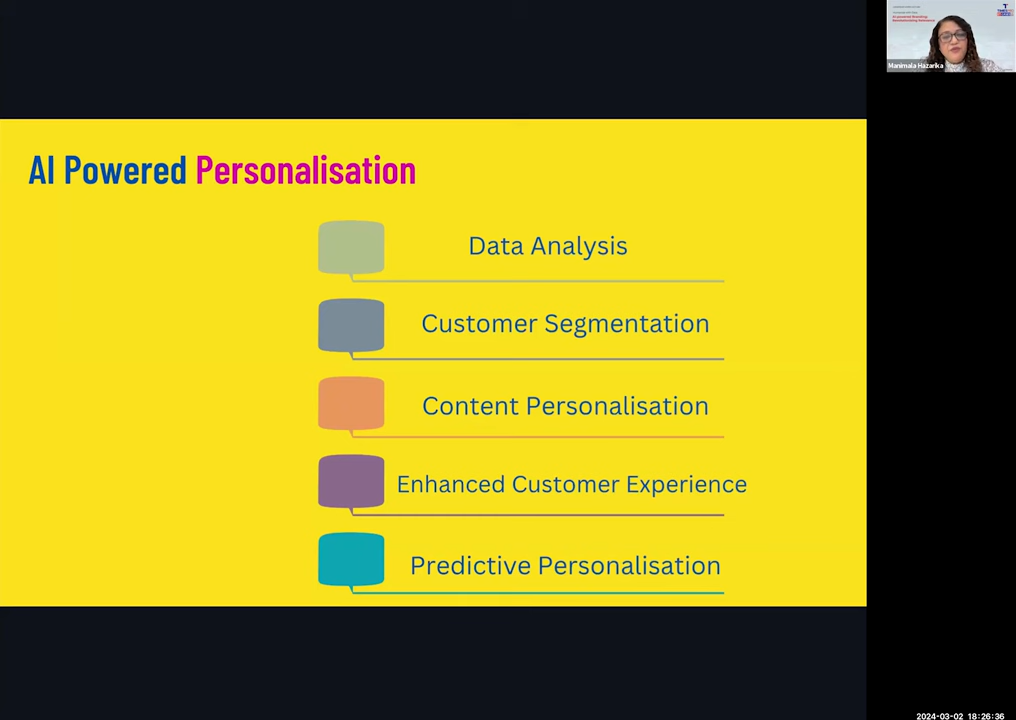 AI Powered Personalisation
Data Analysis
Customer Segmentation
Content Personalisation
Enhanced Customer Experience
Predictive Personalisation
Manimala Hazarika
2024-03-02 18:26:36